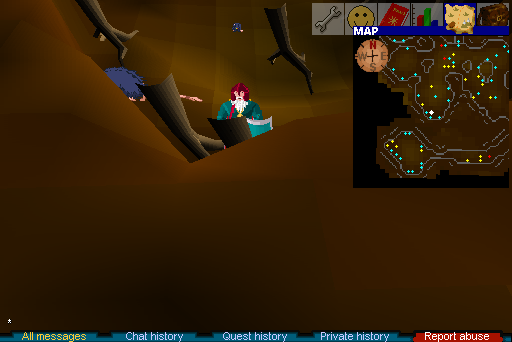 MAP
N
W E
S
*
All messages Chat history Quest history Private history Report abuse